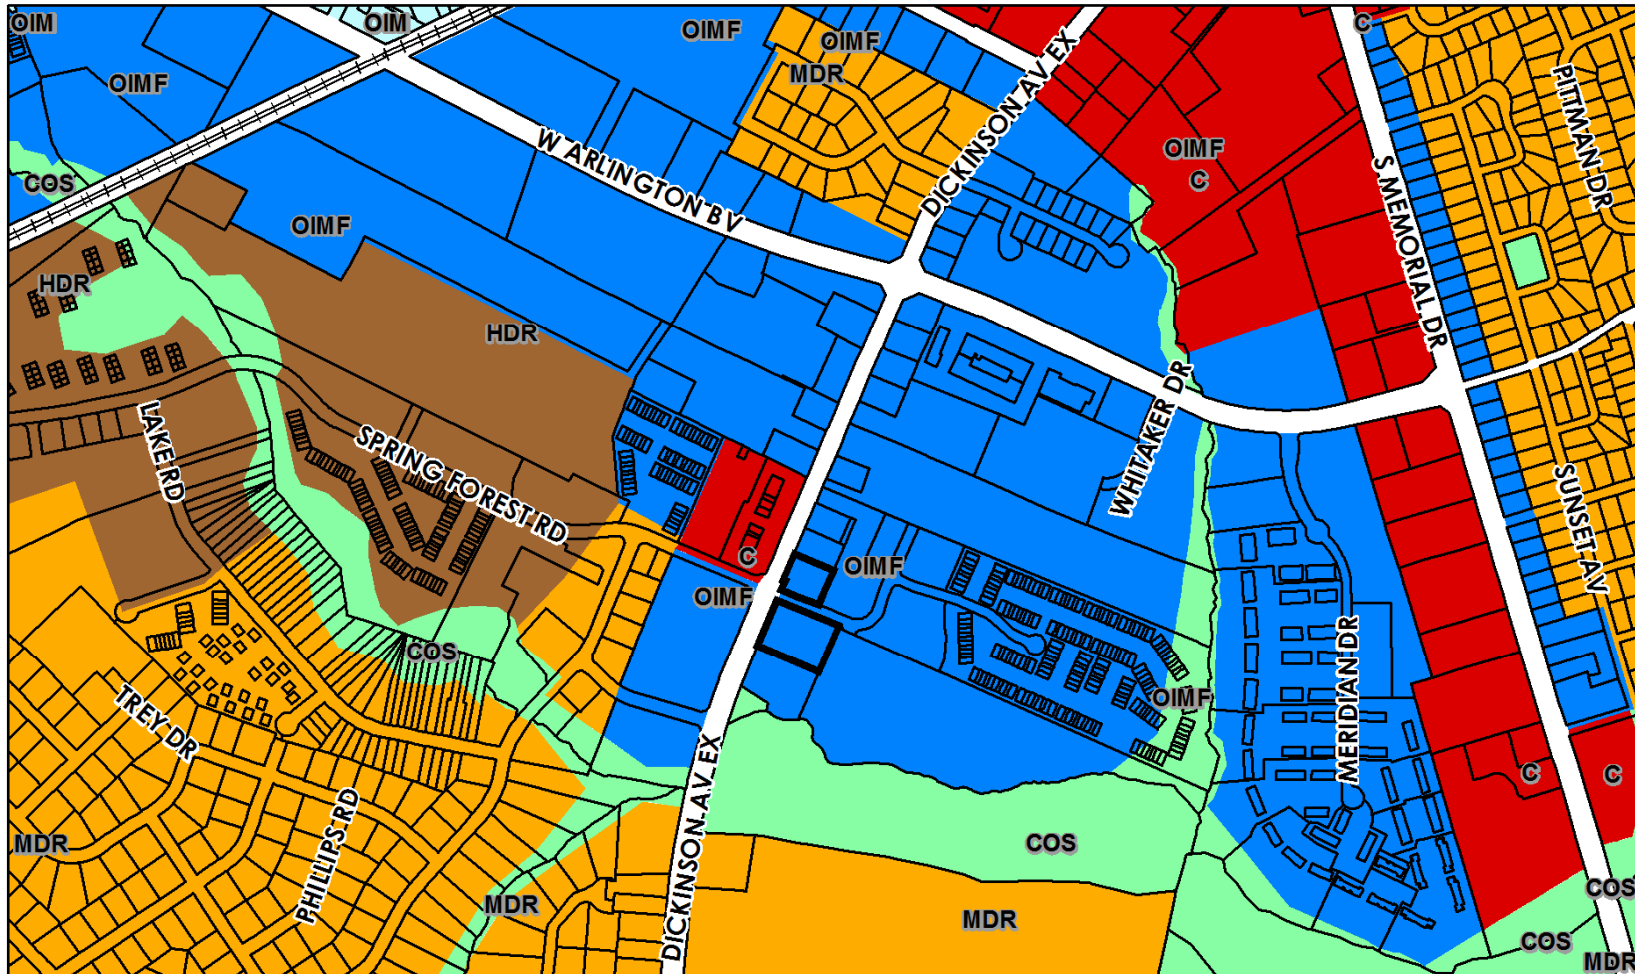 OIM
OIM
OIMF
OIMF
C
OIMF
MDR
OIMF
DICKINSON AV EX
PITTMAN DR
W ARLINGTON BV
OIMF
C
S MEMORIAL DR
COS
OIMF
HDR
HDR
LAKE RD
SPRING FOREST RD
WHITAKER DR
SUNSET AV
C
OIMF
OIMF
COS
OIMF
MERIDIAN DR
TREY DR
DICKINSON AV EX
C
C
PHILLIPS RD
MDR
COS
COS
MDR
MDR
COS
MDR